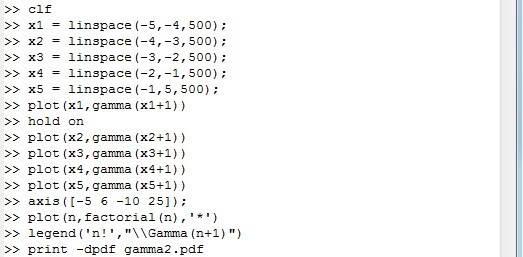 >> clf
>> x1 = linspace(-5,-4,500);
>> x2 = linspace(-4,-3,500);
>> x3 = linspace(-3,-2,500);
>> x4 = linspace(-2,-1,500);
>> x5 = linspace(-1,5,500);
>> plot(x1,gamma(x1+1))
>> hold on
>> plot(x2,gamma(x2+1))
>> plot(x3,gamma(x3+1))
>> plot(x4,gamma(x4+1))
>> plot(x5,gamma(x5+1))
>> axis([-5 6 -10 25]);
>> plot(n,factorial(n),'*')
>> legend('n!',"\\Gamma(n+1)")
>> print -dpdf gamma2.pdf